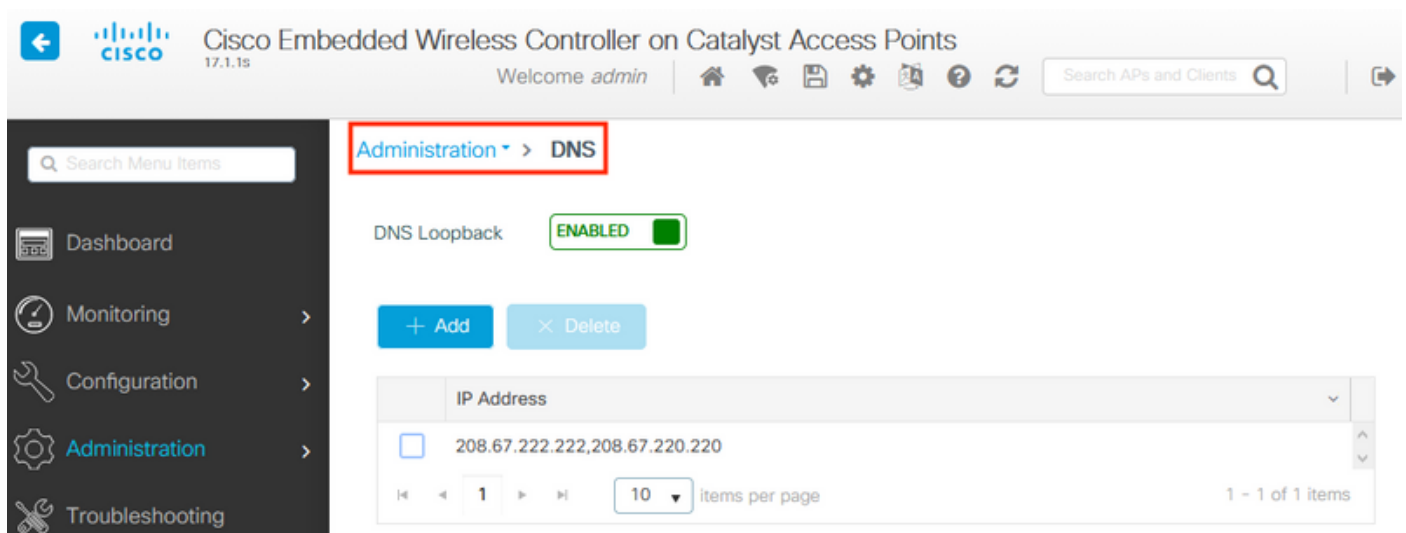 CISCO
Cisco Embedded Wireless Controller on Catalyst Access Points
17.1.1s
Welcome admin
Search APs and Clients
Search Menu Items
Dashboard
Monitoring
Configuration
Administration
Troubleshooting
Administration > DNS
DNS Loopback ENABLED
+ Add × Delete
IP Address
208.67.222.222,208.67.220.220
1 10 items per page 1 - 1 of 1 items